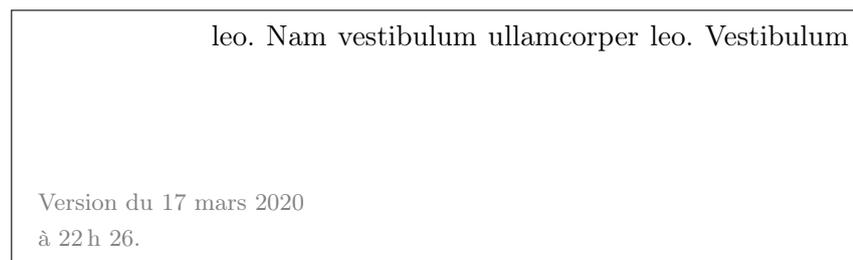 leo. Nam vestibulum ullamcorper leo. Vestibulum
Version du 17 mars 2020
à 22 h 26.